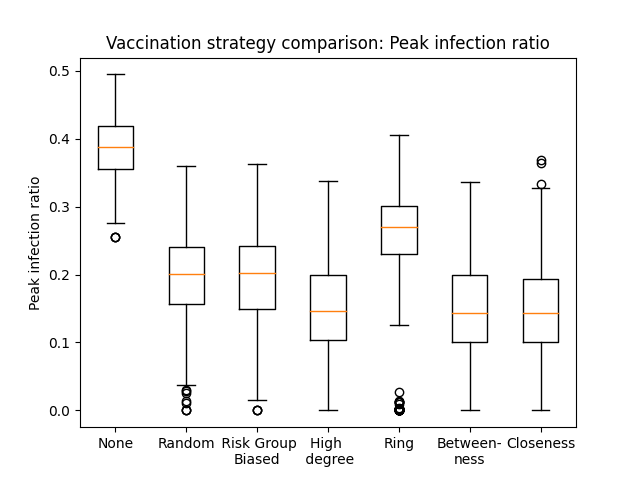 Vaccination strategy comparison: Peak infection ratio
Peak infection ratio
0.5
0.4
0.3
0.2
0.1
0.0
None
Random
Risk Group
Biased
High
degree
Ring
Between-
ness
Closeness